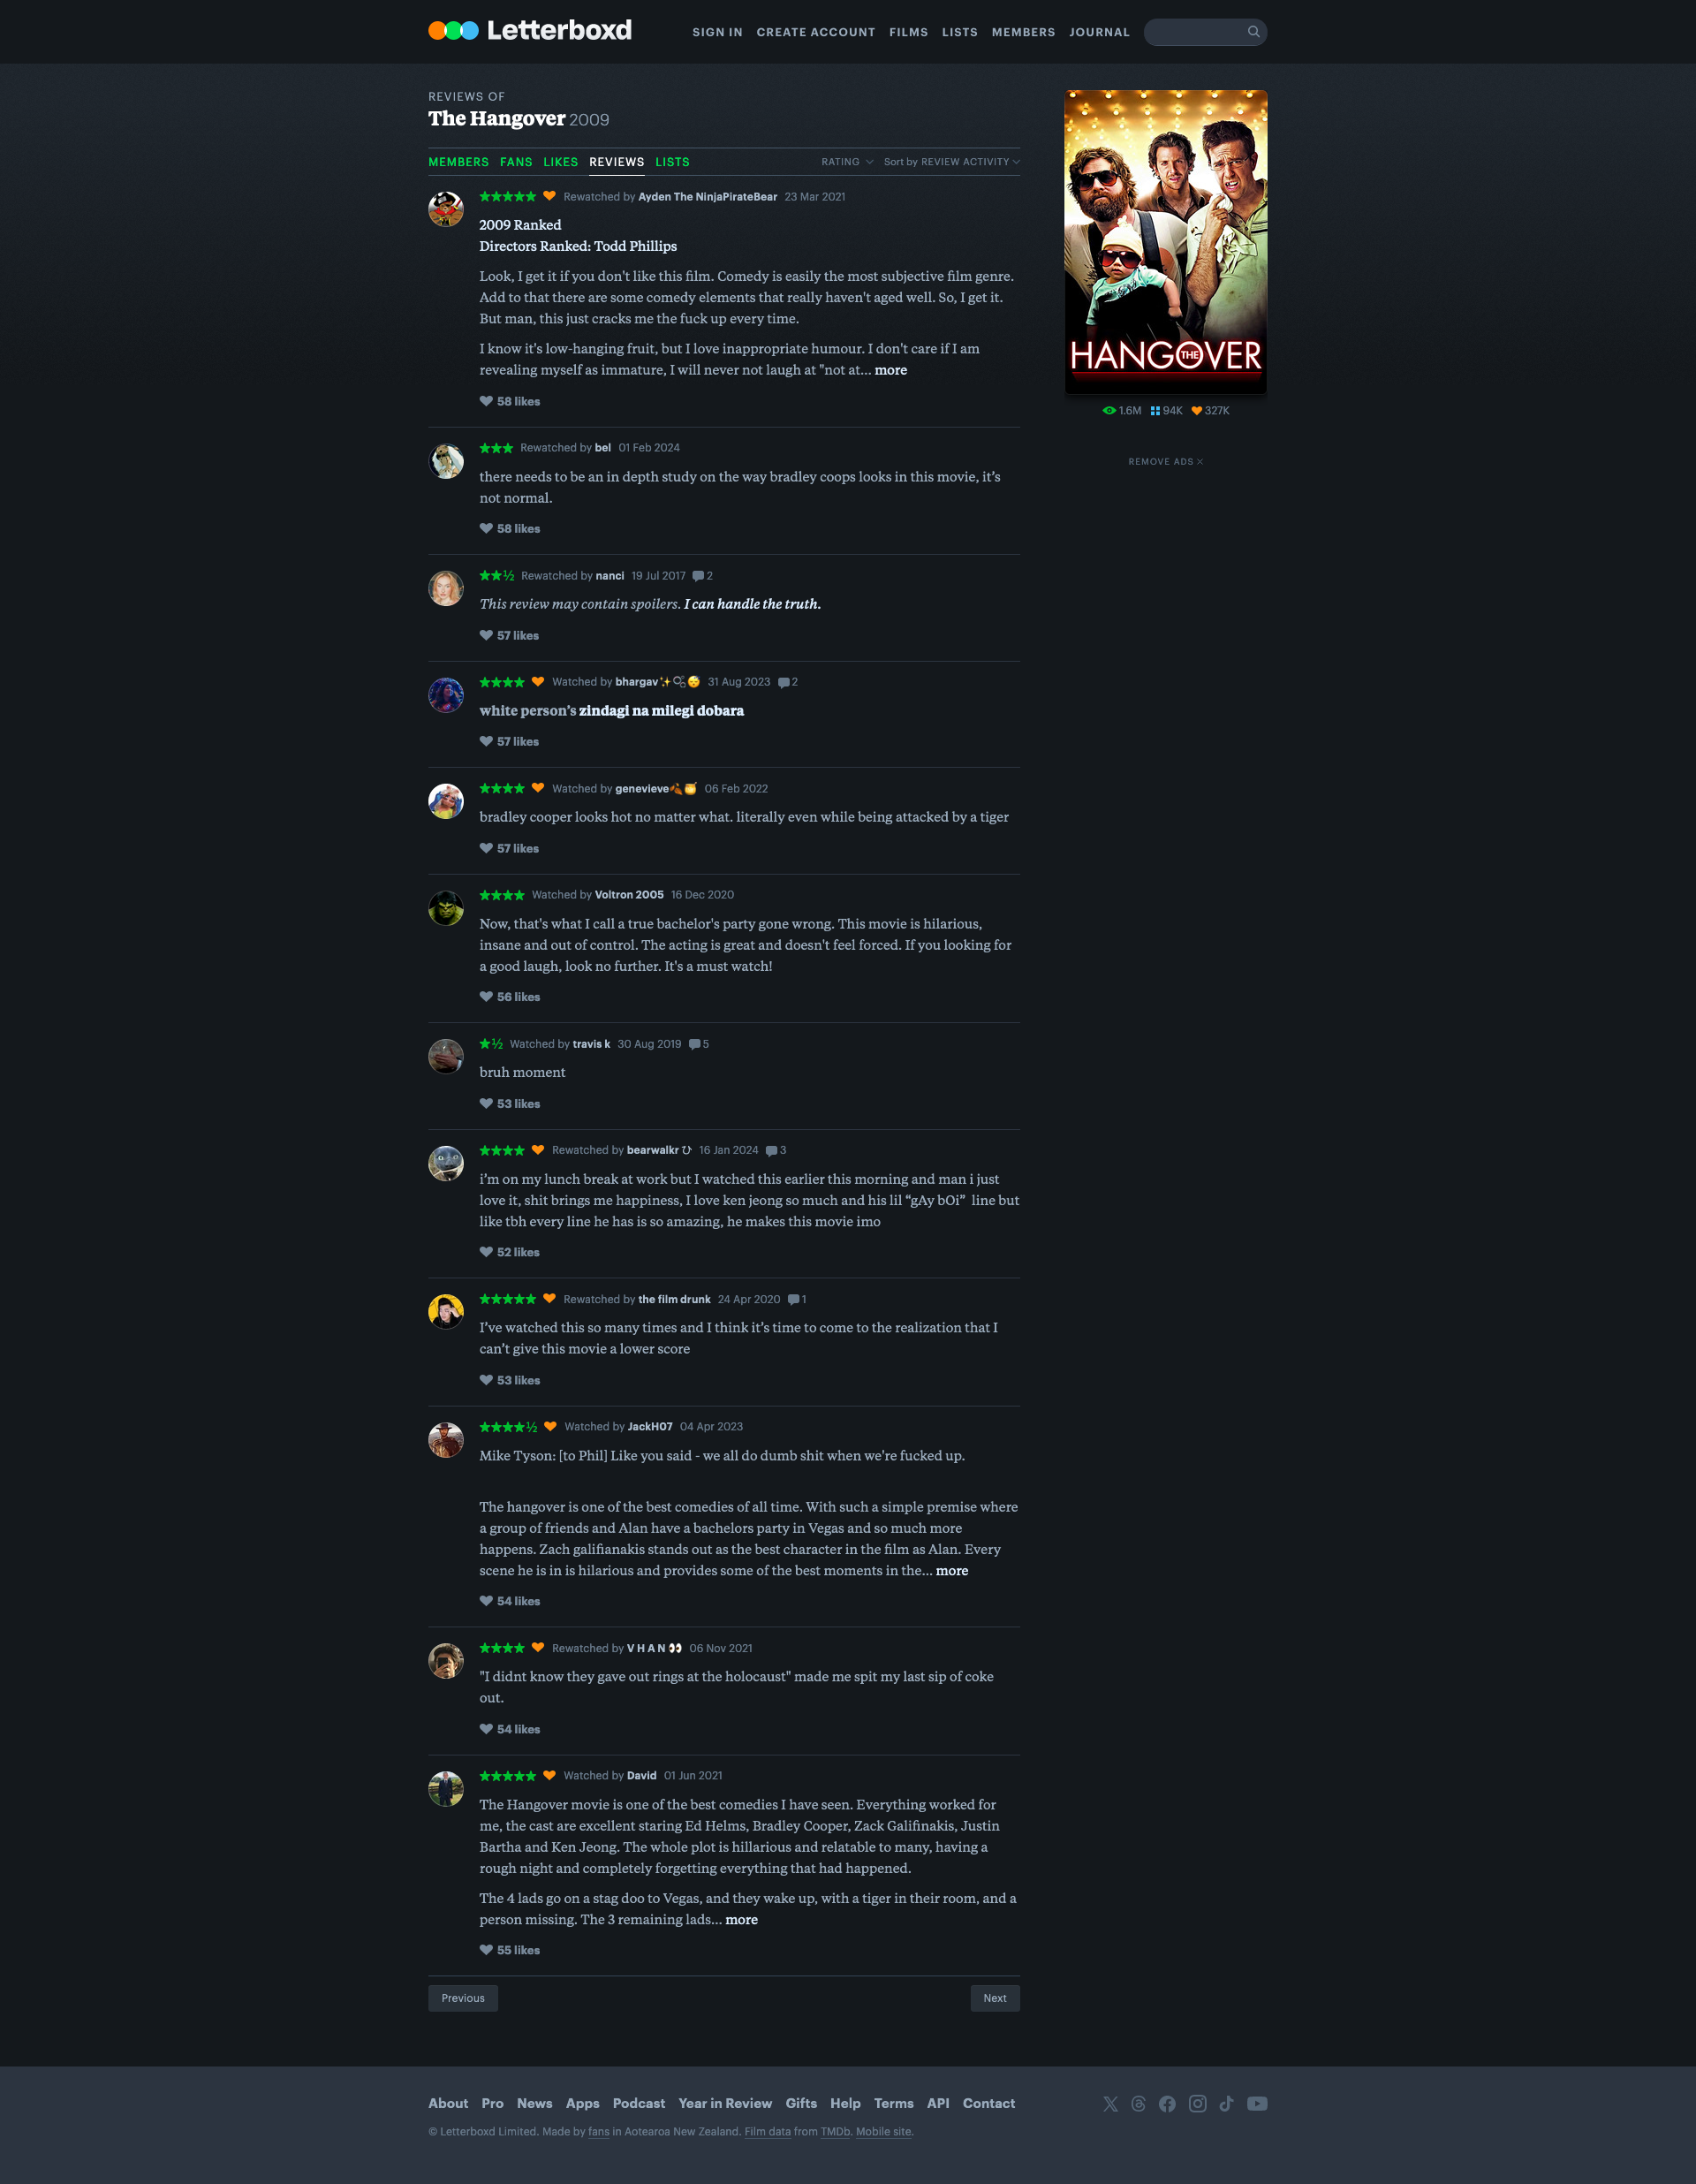 Letterboxd
SIGN IN CREATE ACCOUNT FILMS LISTS MEMBERS JOURNAL
REVIEWS OF
The Hangover 2009
MEMBERS FANS LIKES REVIEWS LISTS RATING Sort by REVIEW ACTIVITY
★★★★★ Rewatched by Ayden The NinjaPirateBear 23 Mar 2021
2009 Ranked
Directors Ranked: Todd Phillips
Look, I get it if you don't like this film. Comedy is easily the most subjective film genre.
Add to that there are some comedy elements that really haven't aged well. So, I get it.
But man, this just cracks me the fuck up every time.
I know it's low-hanging fruit, but I love inappropriate humour. I don't care if I am
revealing myself as immature, I will never not laugh at "not at… more
58 likes
★★★ Rewatched by bel 01 Feb 2024
there needs to be an in depth study on the way bradley coops looks in this movie, it’s
not normal.
58 likes
★★½ Rewatched by nanci 19 Jul 2017 2
This review may contain spoilers. I can handle the truth.
57 likes
★★★★ Watched by bhargav✨🫧😴 31 Aug 2023 2
white person’s zindagi na milegi dobara
57 likes
★★★★ Watched by genevieve🍂🍯 06 Feb 2022
bradley cooper looks hot no matter what. literally even while being attacked by a tiger
57 likes
★★★★ Watched by Voltron 2005 16 Dec 2020
Now, that's what I call a true bachelor's party gone wrong. This movie is hilarious,
insane and out of control. The acting is great and doesn't feel forced. If you looking for
a good laugh, look no further. It's a must watch!
56 likes
★½ Watched by travis k 30 Aug 2019 5
bruh moment
53 likes
★★★★ Rewatched by bearwalkr ひ 16 Jan 2024 3
i’m on my lunch break at work but I watched this earlier this morning and man i just
love it, shit brings me happiness, I love ken jeong so much and his lil “gAy bOi” line but
like tbh every line he has is so amazing, he makes this movie imo
52 likes
★★★★★ Rewatched by the film drunk 24 Apr 2020 1
I’ve watched this so many times and I think it’s time to come to the realization that I
can’t give this movie a lower score
53 likes
★★★★½ Watched by JackH07 04 Apr 2023
Mike Tyson: [to Phil] Like you said - we all do dumb shit when we're fucked up.
The hangover is one of the best comedies of all time. With such a simple premise where
a group of friends and Alan have a bachelors party in Vegas and so much more
happens. Zach galifianakis stands out as the best character in the film as Alan. Every
scene he is in is hilarious and provides some of the best moments in the… more
54 likes
★★★★ Rewatched by V H A N 👀 06 Nov 2021
"I didnt know they gave out rings at the holocaust" made me spit my last sip of coke
out.
54 likes
★★★★★ Watched by David 01 Jun 2021
The Hangover movie is one of the best comedies I have seen. Everything worked for
me, the cast are excellent staring Ed Helms, Bradley Cooper, Zack Galifinakis, Justin
Bartha and Ken Jeong. The whole plot is hillarious and relatable to many, having a
rough night and completely forgetting everything that had happened.
The 4 lads go on a stag doo to Vegas, and they wake up, with a tiger in their room, and a
person missing. The 3 remaining lads… more
55 likes
Previous Next
THE HANGOVER
1.6M 94K 327K
REMOVE ADS
About Pro News Apps Podcast Year in Review Gifts Help Terms API Contact
© Letterboxd Limited. Made by fans in Aotearoa New Zealand. Film data from TMDb. Mobile site.